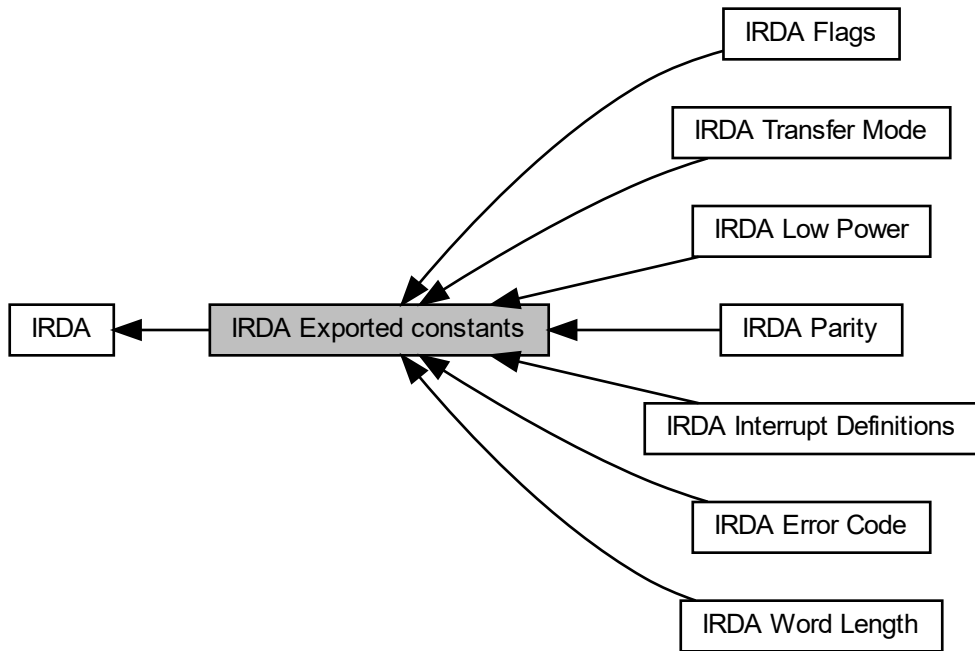 IRDA Flags
IRDA Transfer Mode
IRDA Low Power
IRDA
IRDA Exported constants
IRDA Parity
IRDA Interrupt Definitions
IRDA Error Code
IRDA Word Length